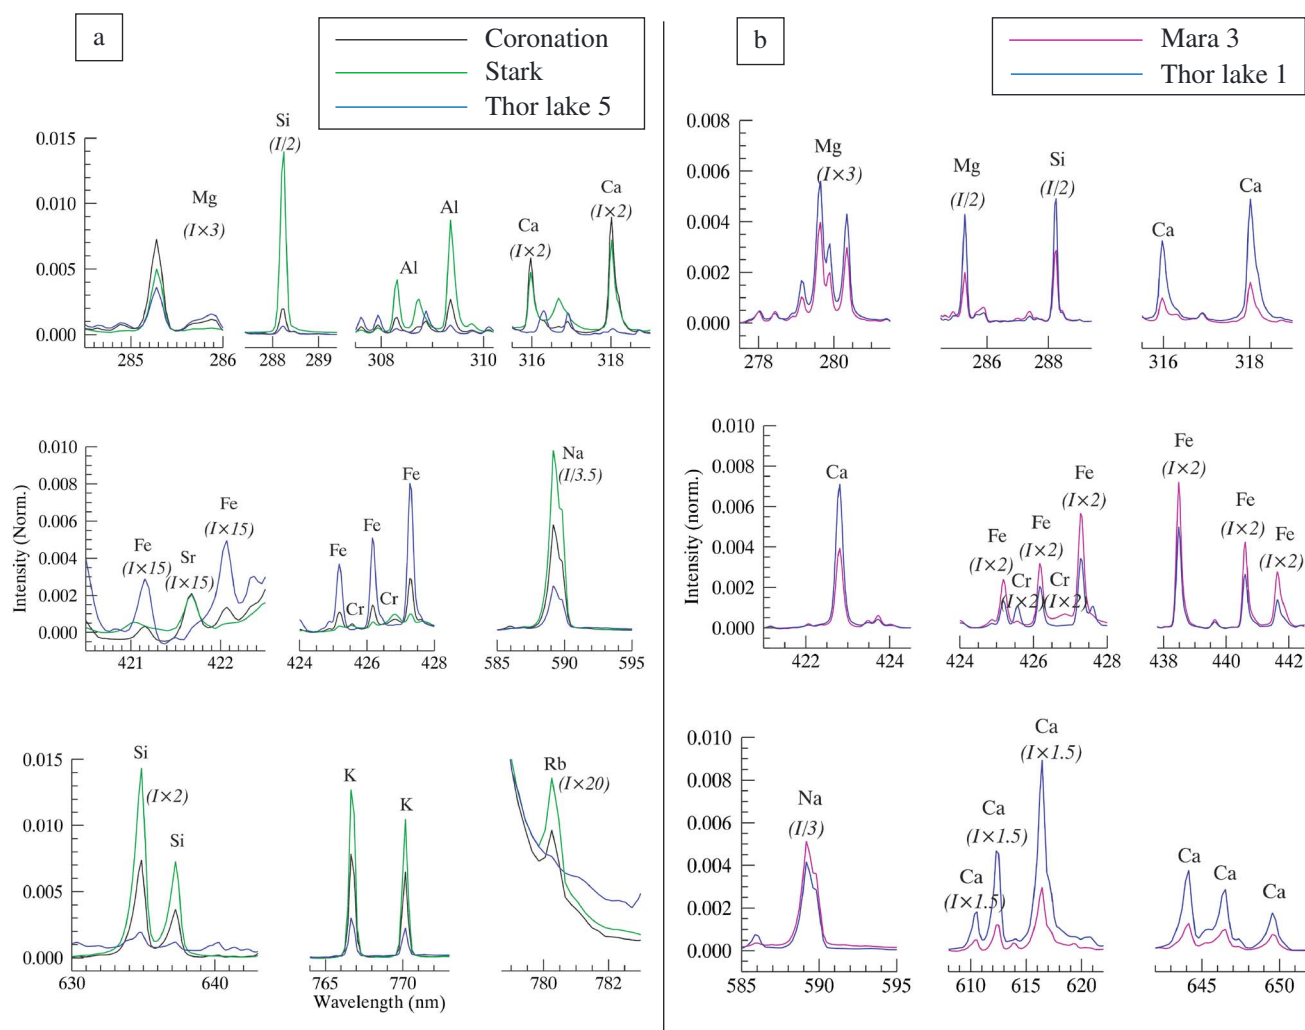 a
Coronation
Stark
Thor lake 5
Si
(I/2)
Mg
(I×3)
Al
Al
Ca
(I×2)
Ca
(I×2)
0.015
0.010
0.005
0.000
285 286 288 289 308 310 316 318
Intensity (Norm.)
0.010
0.008
0.006
0.004
0.002
0.000
Fe
(I×15)
Sr
(I×15)
Fe
(I×15)
Fe
Cr
Fe
Cr
Fe
Na
(I/3.5)
421 422 424 426 428 585 590 595
0.015
0.010
0.005
0.000
Si
(I×2)
Si
K
K
Rb
(I×20)
630 640 765 770 780 782
Wavelength (nm)
b
Mara 3
Thor lake 1
0.008
0.006
0.004
0.002
0.000
Mg
(I×3)
Mg
(I/2)
Si
(I/2)
Ca
Ca
278 280 286 288 316 318
Intensity (norm.)
0.010
0.008
0.006
0.004
0.002
0.000
Ca
Fe
(I×2)
Cr
(I×2)
Fe
(I×2)
Cr
(I×2)
Fe
(I×2)
Fe
(I×2)
Fe
(I×2)
Fe
(I×2)
422 424 424 426 428 438 440 442
0.010
0.008
0.006
0.004
0.002
0.000
Na
(I/3)
Ca
(I×1.5)
Ca
(I×1.5)
Ca
(I×1.5)
Ca
Ca
Ca
585 590 595 610 615 620 645 650